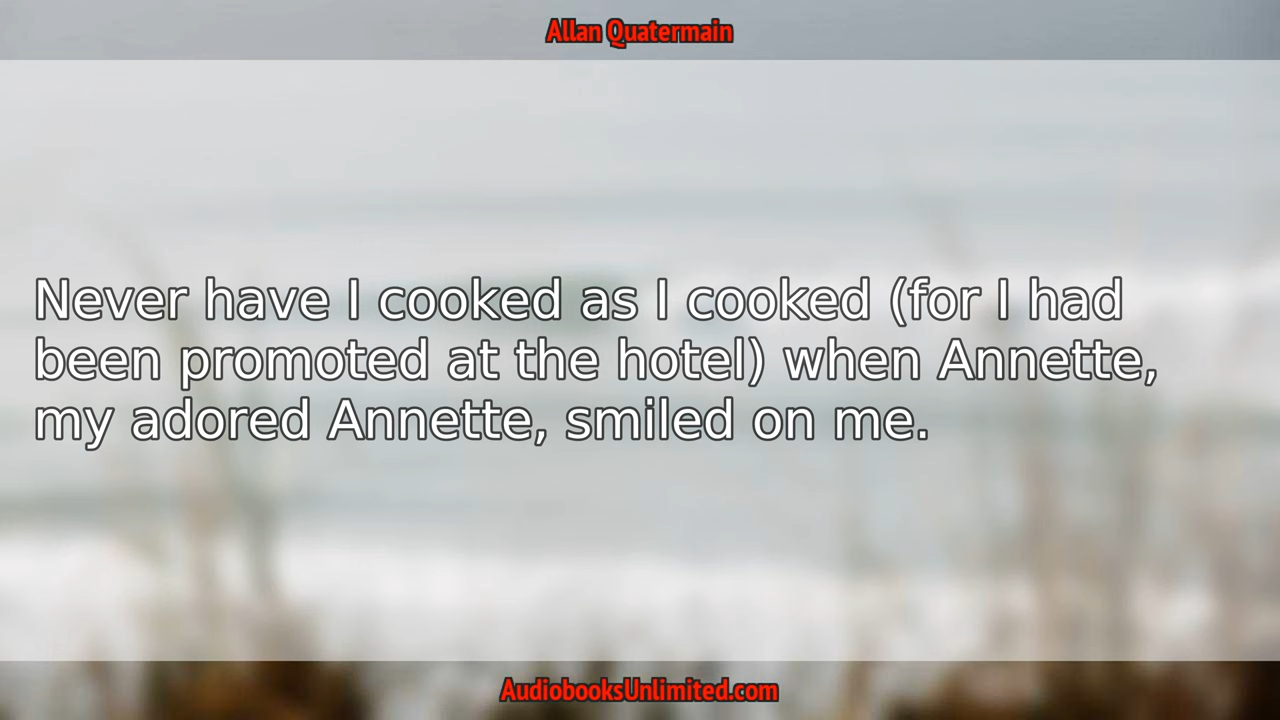 Allan Quatermain
Never have I cooked as I cooked (for I had
been promoted at the hotel) when Annette,
my adored Annette, smiled on me.
AudiobooksUnlimited.com